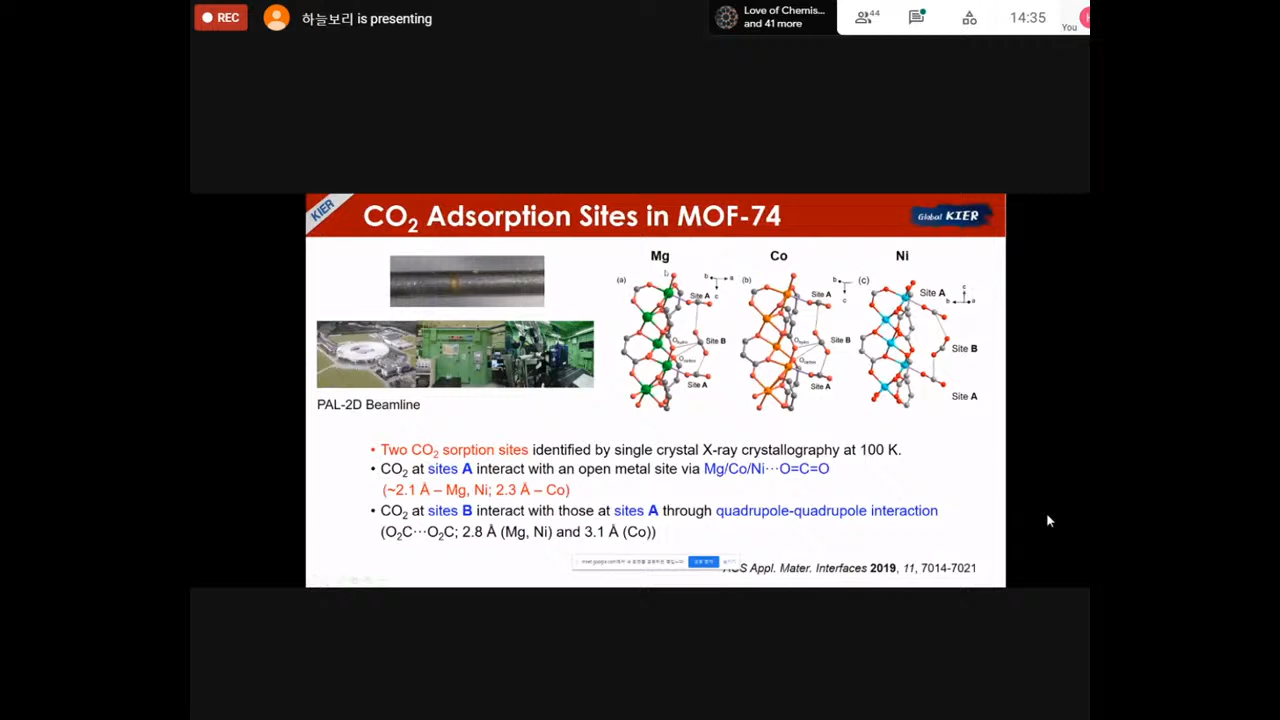 REC
하늘보리 is presenting
Love of Chemis...
and 41 more
44
14:35
You
KIER
CO2 Adsorption Sites in MOF-74
Global KIER
Mg
Co
Ni
(a)
b
a
c
Site A
Site B
Site A
(b)
b
c
Site A
Site B
Site A
(c)
c
b
a
Site A
Site B
Site A
PAL-2D Beamline
• Two CO2 sorption sites identified by single crystal X-ray crystallography at 100 K.
• CO2 at sites A interact with an open metal site via Mg/Co/Ni···O=C=O
(~2.1 Å – Mg, Ni; 2.3 Å – Co)
• CO2 at sites B interact with those at sites A through quadrupole-quadrupole interaction
(O2C···O2C; 2.8 Å (Mg, Ni) and 3.1 Å (Co))
ACS Appl. Mater. Interfaces 2019, 11, 7014-7021